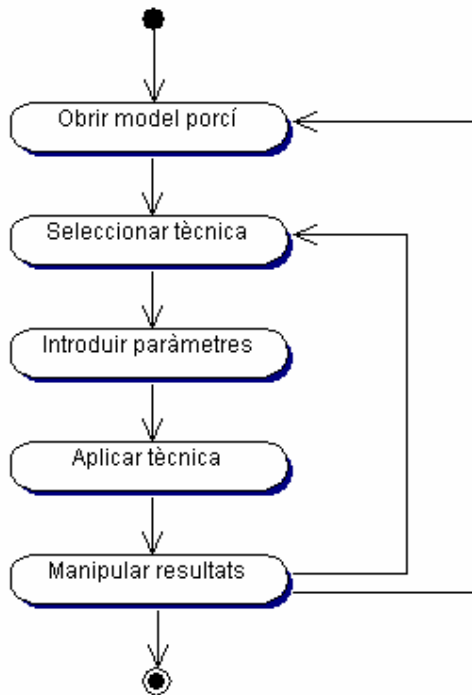 Obrir model porcí
Seleccionar tècnica
Introduir paràmetres
Aplicar tècnica
Manipular resultats